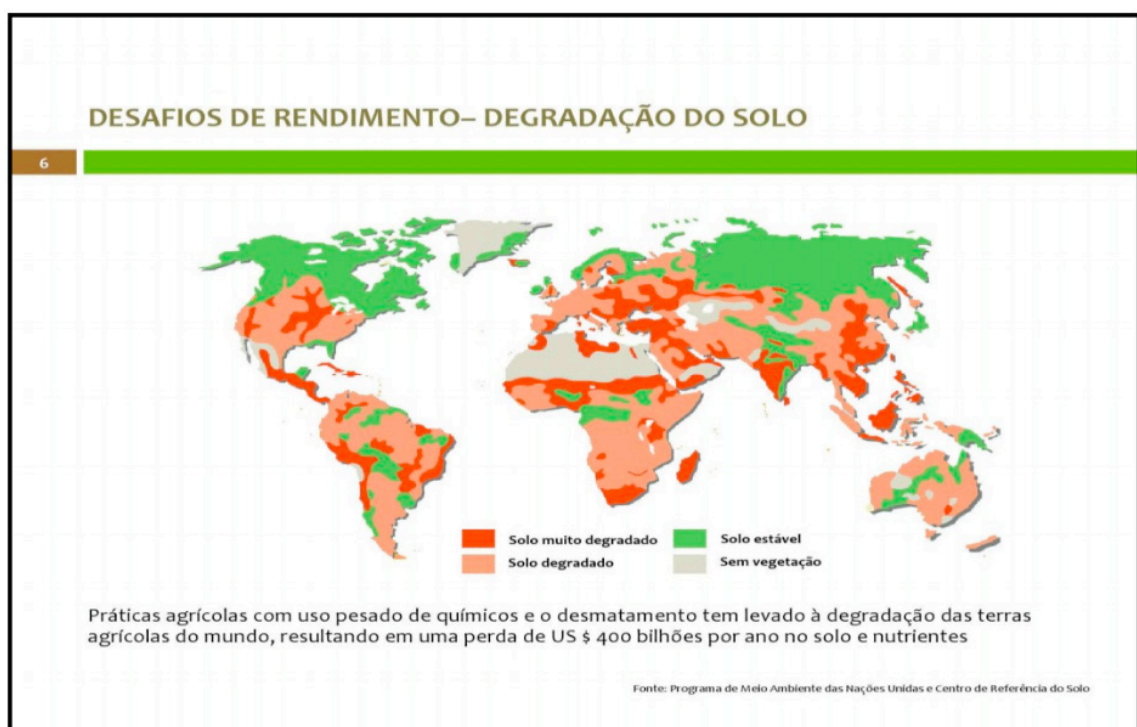 DESAFIOS DE RENDIMENTO– DEGRADAÇÃO DO SOLO
6
Solo muito degradado
Solo estável
Solo degradado
Sem vegetação
Práticas agrícolas com uso pesado de químicos e o desmatamento tem levado à degradação das terras
agrícolas do mundo, resultando em uma perda de US $ 400 bilhões por ano no solo e nutrientes
Fonte: Programa de Meio Ambiente das Nações Unidas e Centro de Referência do Solo